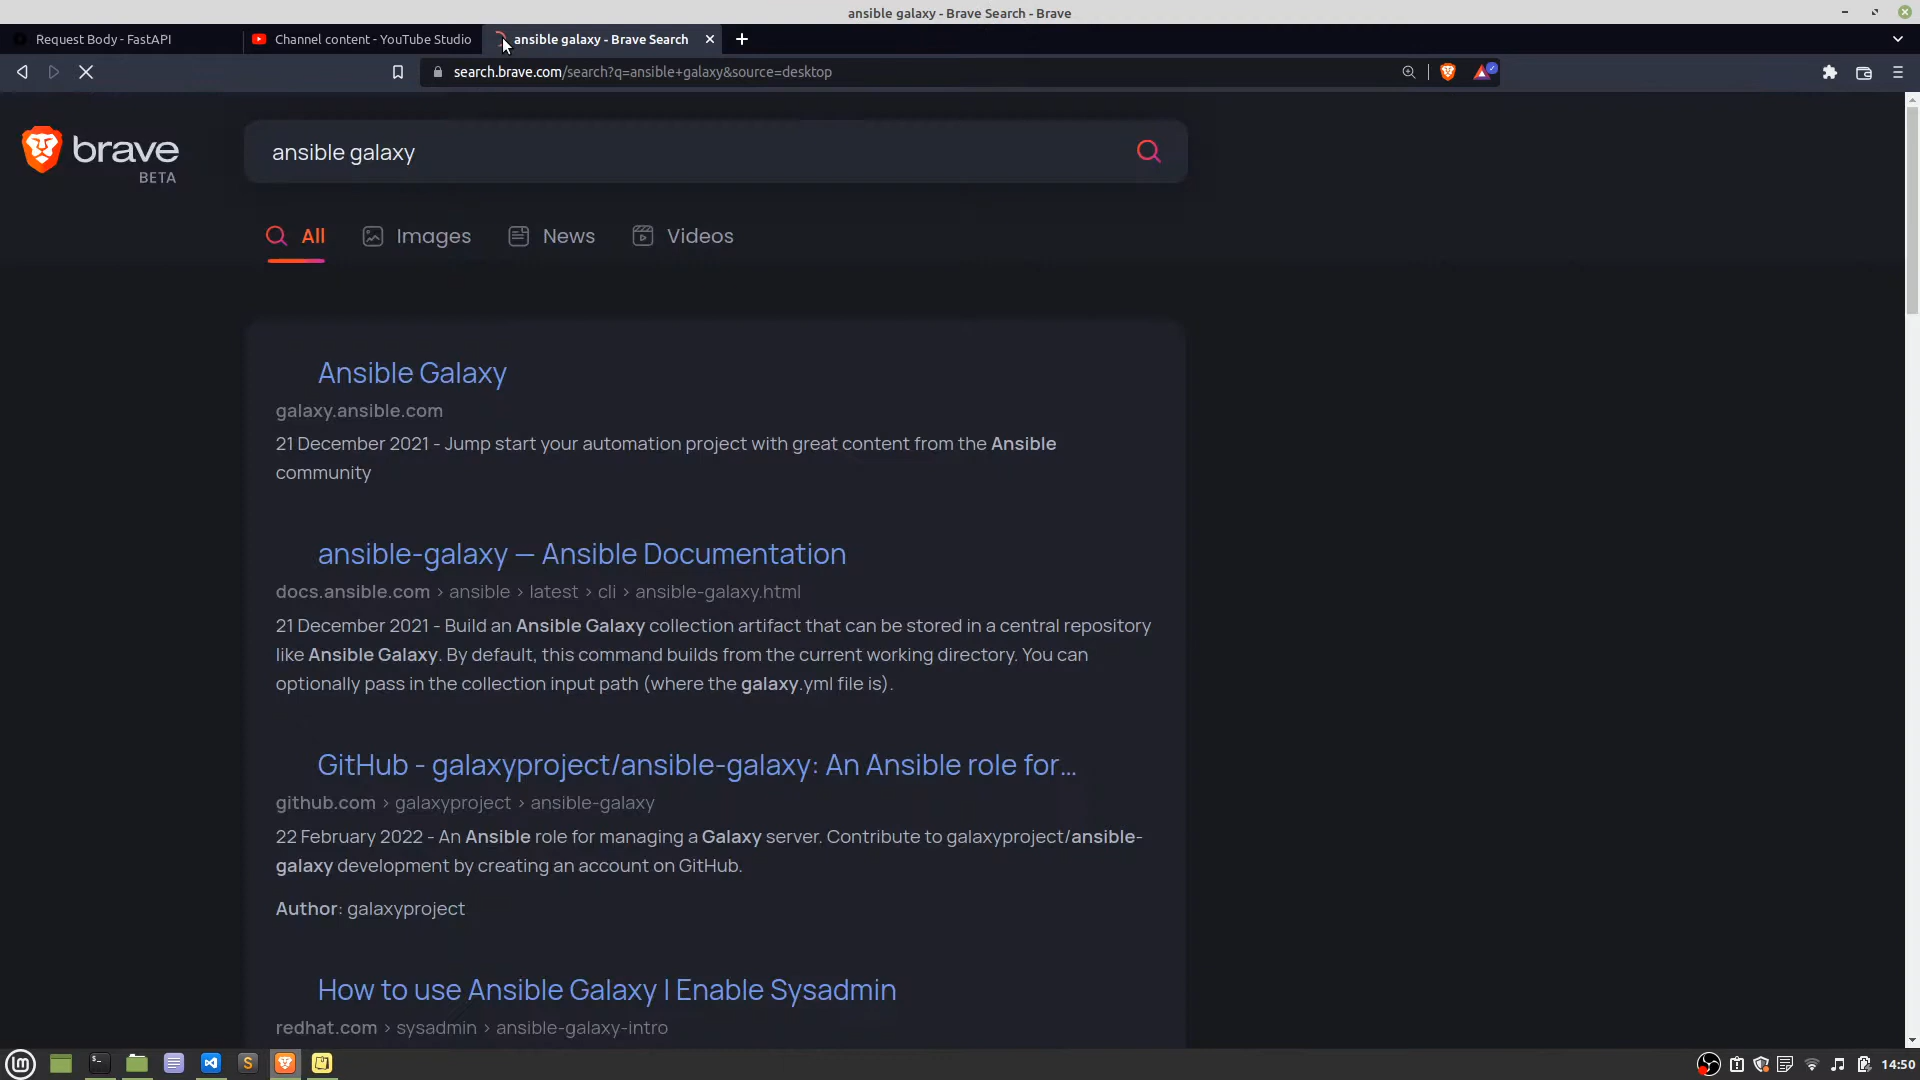 ansible galaxy - Brave Search - Brave
Request Body - FastAPI
Channel content - YouTube Studio
ansible galaxy - Brave Search
search.brave.com/search?q=ansible+galaxy&source=desktop
brave
BETA
ansible galaxy
All
Images
News
Videos
Ansible Galaxy
galaxy.ansible.com
21 December 2021 - Jump start your automation project with great content from the Ansible
community
ansible-galaxy — Ansible Documentation
docs.ansible.com › ansible › latest › cli › ansible-galaxy.html
21 December 2021 - Build an Ansible Galaxy collection artifact that can be stored in a central repository
like Ansible Galaxy. By default, this command builds from the current working directory. You can
optionally pass in the collection input path (where the galaxy.yml file is).
GitHub - galaxyproject/ansible-galaxy: An Ansible role for...
github.com › galaxyproject › ansible-galaxy
22 February 2022 - An Ansible role for managing a Galaxy server. Contribute to galaxyproject/ansible-
galaxy development by creating an account on GitHub.
Author: galaxyproject
How to use Ansible Galaxy | Enable Sysadmin
redhat.com › sysadmin › ansible-galaxy-intro
14:50